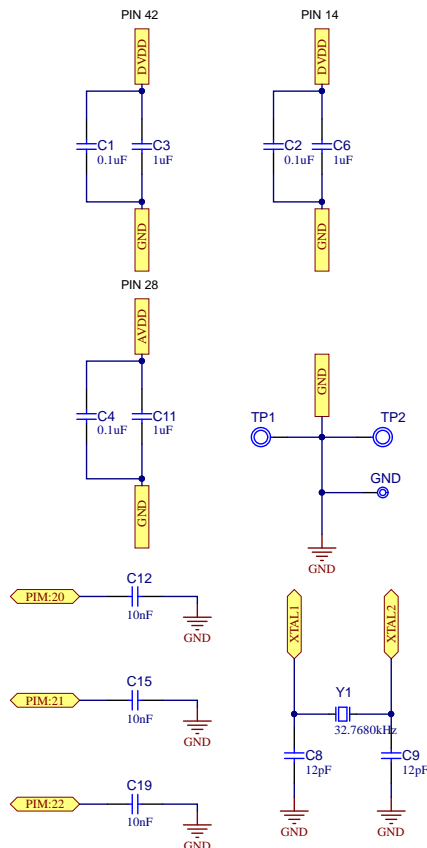 PIN 42
DVDD
C1
0.1uF
C3
1uF
GND
PIN 14
DVDD
C2
0.1uF
C6
1uF
GND
PIN 28
AVDD
C4
0.1uF
C11
1uF
GND
GND
TP1
TP2
GND
GND
PIM:20
C12
10nF
GND
PIM:21
C15
10nF
GND
PIM:22
C19
10nF
GND
XTAL1
XTAL2
Y1
32.7680kHz
C8
12pF
C9
12pF
GND
GND